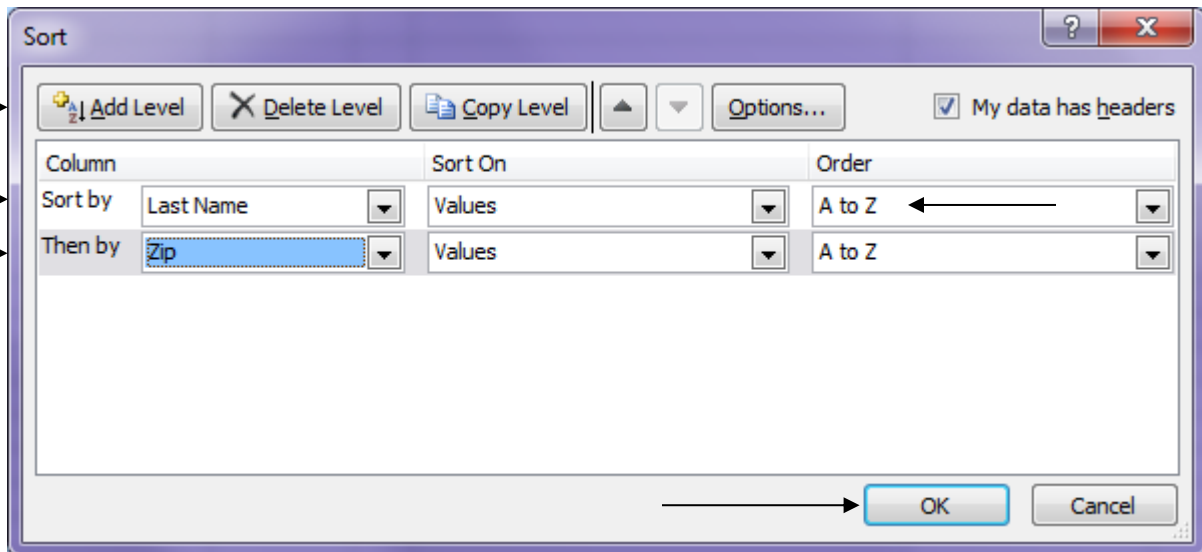 Sort
?
X
Add Level Delete Level Copy Level Options... My data has headers
Column Sort On Order
Sort by Last Name Values A to Z
Then by Zip Values A to Z
OK Cancel